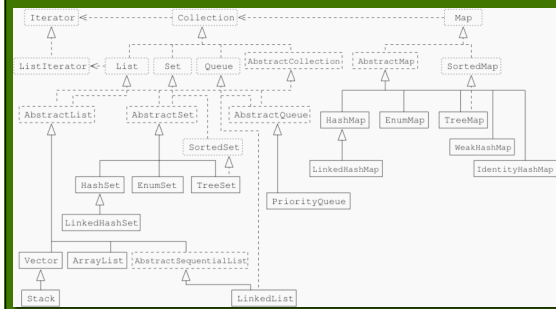 Iterator Collection Map
ListIterator List Set Queue AbstractCollection AbstractMap SortedMap
AbstractList AbstractSet AbstractQueue HashMap EnumMap TreeMap
SortedSet WeakHashMap
LinkedHashMap IdentityHashMap
HashSet EnumSet TreeSet
PriorityQueue
LinkedHashSet
Vector ArrayList AbstractSequentialList
Stack LinkedList